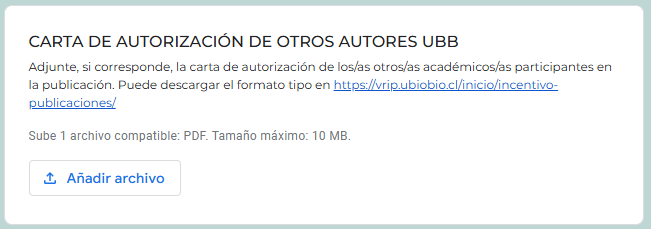 CARTA DE AUTORIZACIÓN DE OTROS AUTORES UBB
Adjunte, si corresponde, la carta de autorización de los/as otros/as académicos/as participantes en
la publicación. Puede descargar el formato tipo en https://vrip.ubiobio.cl/inicio/incentivo-
publicaciones/
Sube 1 archivo compatible: PDF. Tamaño máximo: 10 MB.
Añadir archivo